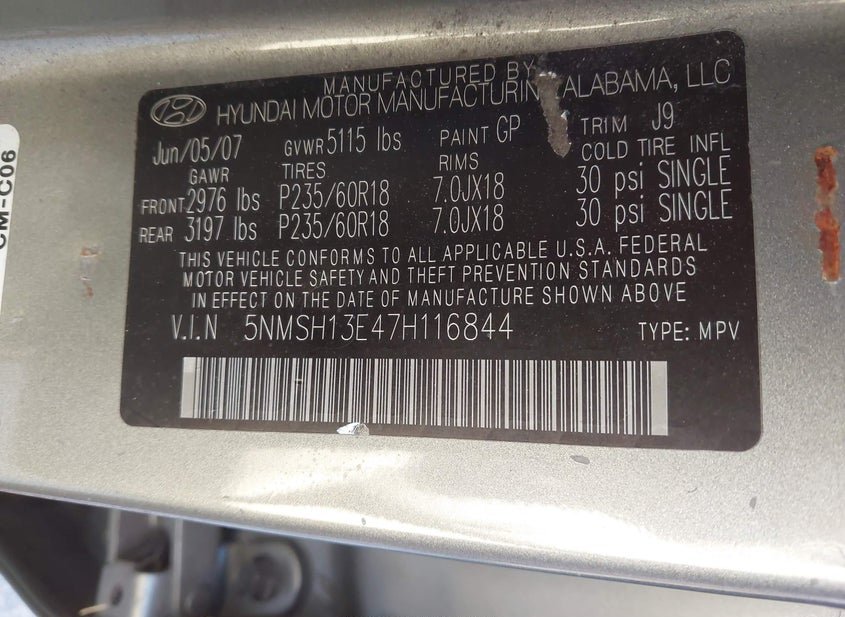 MANUFACTURED BY
HYUNDAI MOTOR MANUFACTURING ALABAMA, LLC
Jun/05/07 GVWR 5115 lbs PAINT GP TRIM J9
GAWR TIRES RIMS COLD TIRE INFL
FRONT 2976 lbs P235/60R18 7.0JX18 30 psi SINGLE
REAR 3197 lbs P235/60R18 7.0JX18 30 psi SINGLE
THIS VEHICLE CONFORMS TO ALL APPLICABLE U.S.A. FEDERAL
MOTOR VEHICLE SAFETY AND THEFT PREVENTION STANDARDS
IN EFFECT ON THE DATE OF MANUFACTURE SHOWN ABOVE
V.I.N 5NMSH13E47H116844 TYPE: MPV
CM-C06